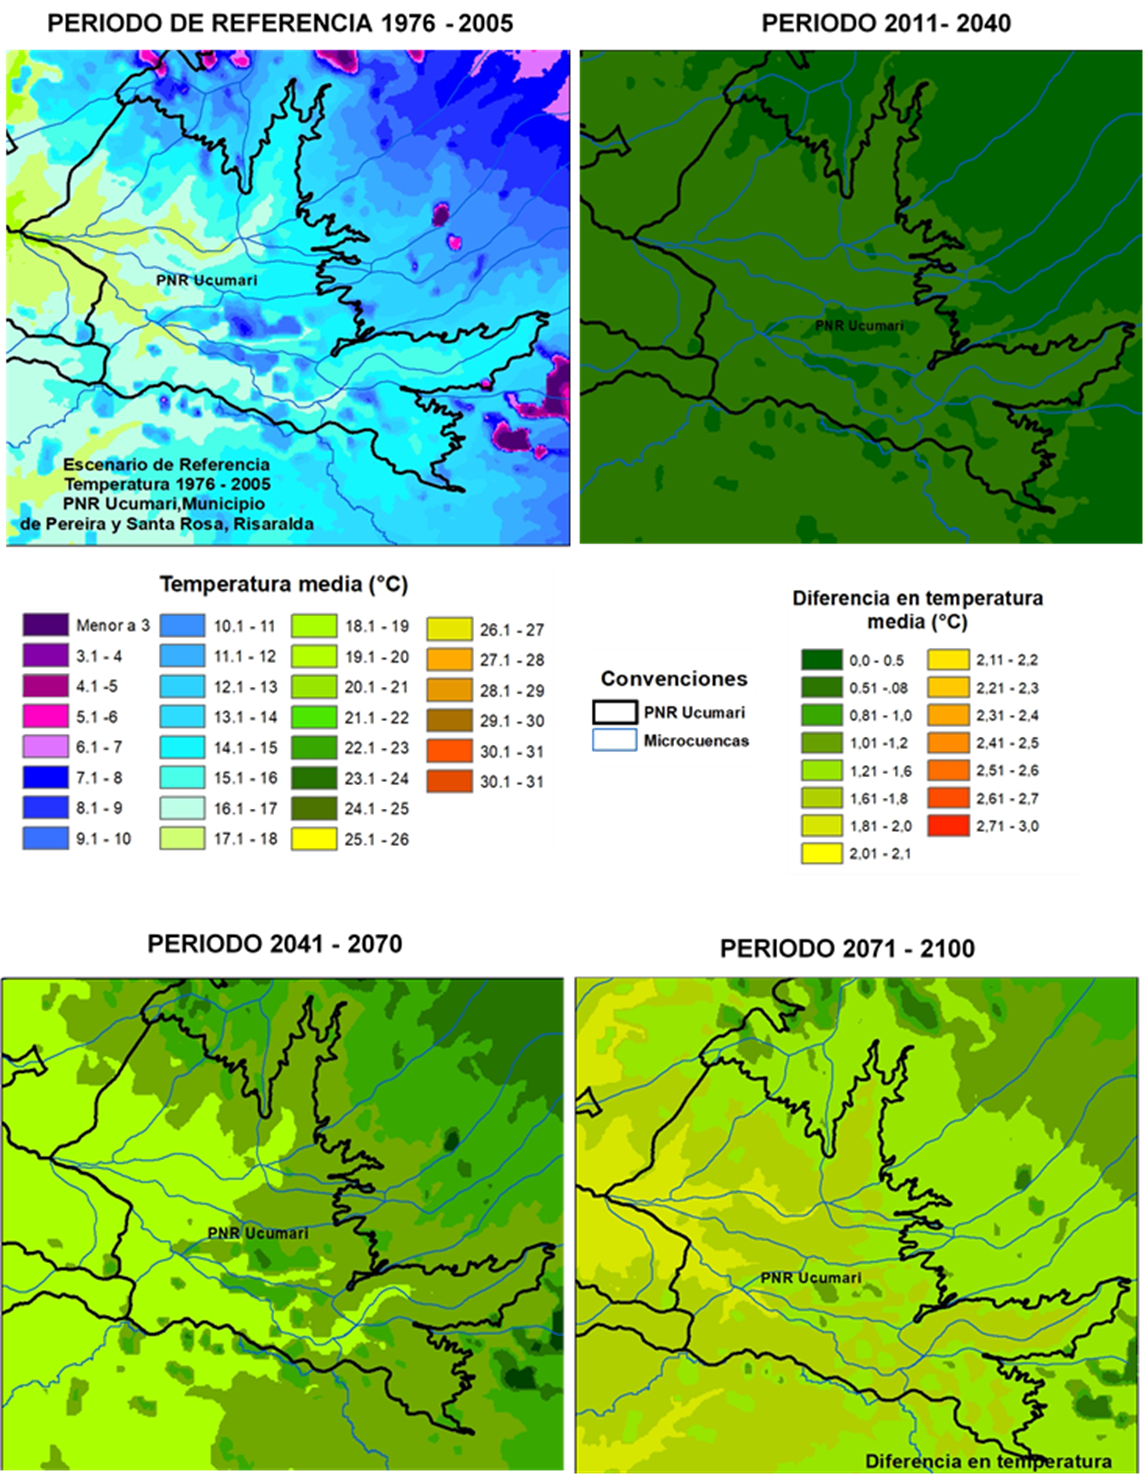 PERIODO DE REFERENCIA 1976 - 2005
PERIODO 2011- 2040
PNR Ucumari
Escenario de Referencia
Temperatura 1976 - 2005
PNR Ucumari,Municipio
de Pereira y Santa Rosa, Risaralda
PNR Ucumari
Temperatura media (°C)
Menor a 3
3.1 - 4
4.1 -5
5.1 -6
6.1 - 7
7.1 - 8
8.1 - 9
9.1 - 10
10.1 - 11
11.1 - 12
12.1 - 13
13.1 - 14
14.1 - 15
15.1 - 16
16.1 - 17
17.1 - 18
18.1 - 19
19.1 - 20
20.1 - 21
21.1 - 22
22.1 - 23
23.1 - 24
24.1 - 25
25.1 - 26
26.1 - 27
27.1 - 28
28.1 - 29
29.1 - 30
30.1 - 31
30.1 - 31
Convenciones
PNR Ucumari
Microcuencas
Diferencia en temperatura
media (°C)
0,0 - 0.5
0.51 -.08
0,81 - 1,0
1,01 -1,2
1,21 - 1,6
1,61 -1,8
1,81 - 2,0
2,01 - 2,1
2,11 - 2,2
2,21 - 2,3
2,31 - 2,4
2,41 - 2,5
2,51 - 2,6
2,61 - 2,7
2,71 - 3,0
PERIODO 2041 - 2070
PERIODO 2071 - 2100
PNR Ucumari
PNR Ucumari
Diferencia en temperatura